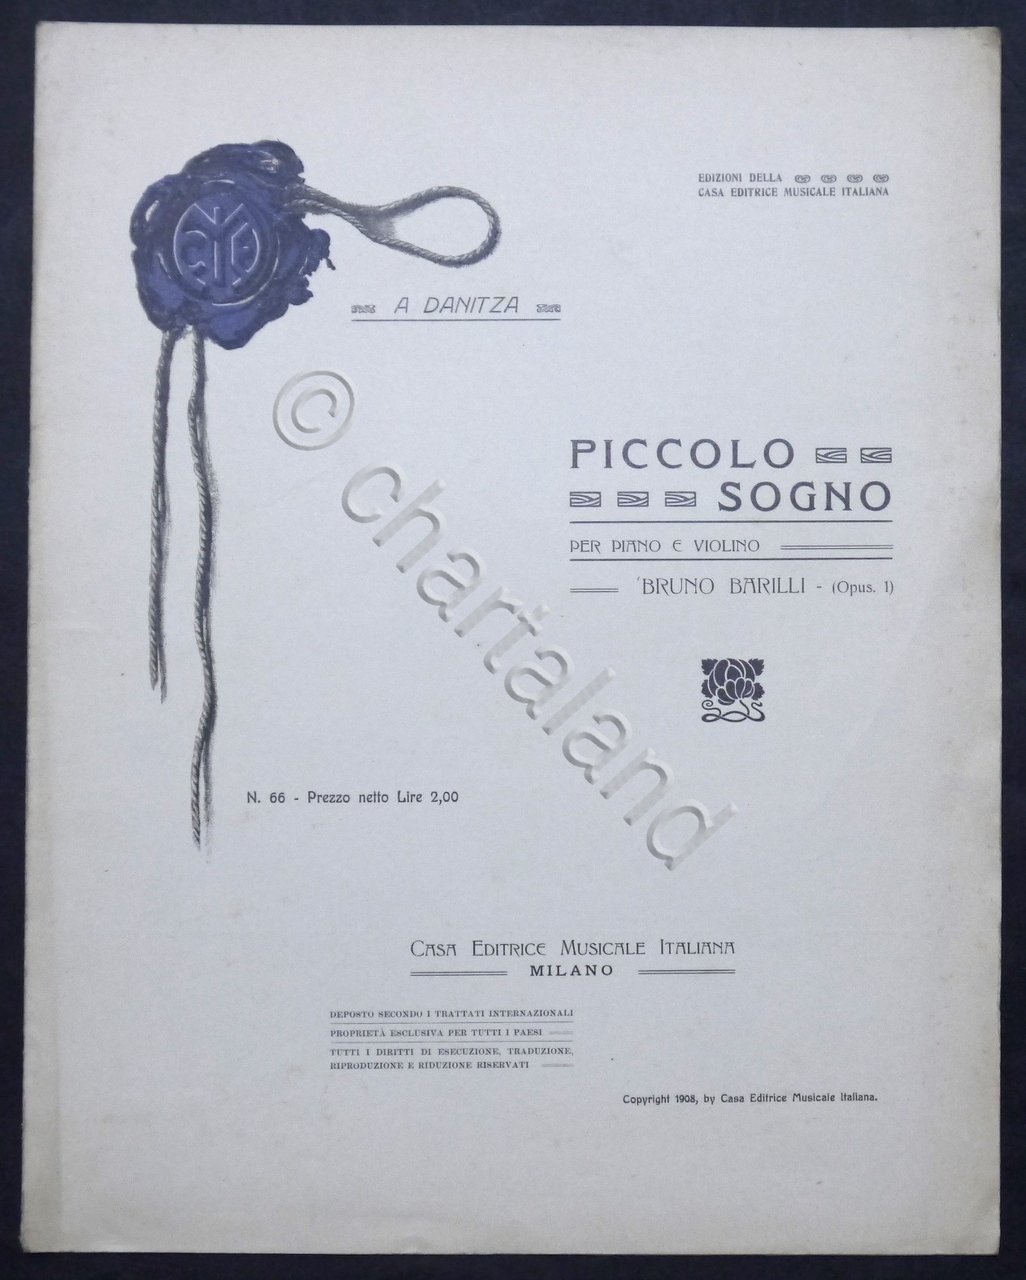 EDIZIONI DELLA
CASA EDITRICE MUSICALE ITALIANA
A DANITZA
PICCOLO
SOGNO
PER PIANO E VIOLINO
BRUNO BARILLI - (Opus. 1)
N. 66 - Prezzo netto Lire 2,00
CASA EDITRICE MUSICALE ITALIANA
MILANO
DEPOSTO SECONDO I TRATTATI INTERNAZIONALI
PROPRIETÀ ESCLUSIVA PER TUTTI I PAESI
TUTTI I DIRITTI DI ESECUZIONE, TRADUZIONE,
RIPRODUZIONE E RIDUZIONE RISERVATI
Copyright 1908, by Casa Editrice Musicale Italiana.
© chartaland